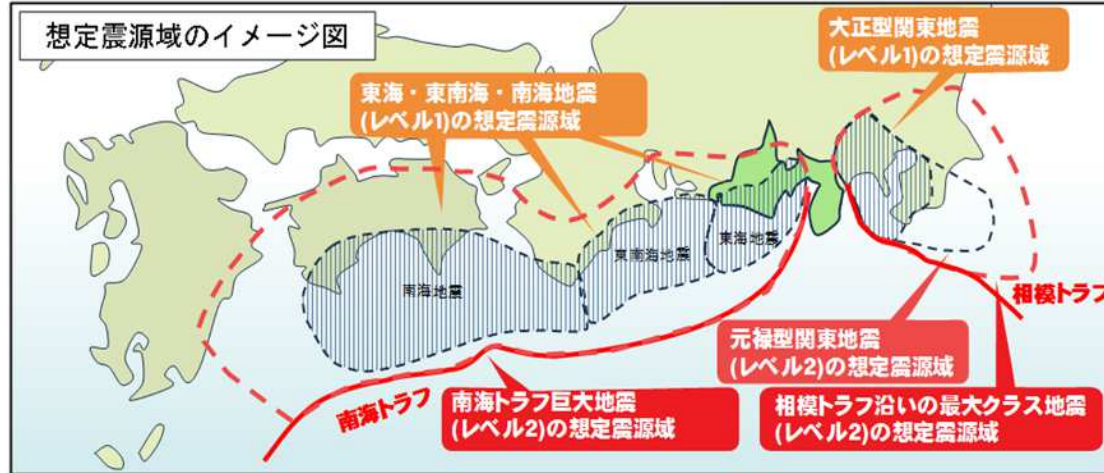 想定震源域のイメージ図
大正型関東地震
(レベル1)の想定震源域
東海・東南海・南海地震
(レベル1)の想定震源域
東海地震
東南海地震
南海地震
相模トラフ
元禄型関東地震
(レベル2)の想定震源域
南海トラフ
南海トラフ巨大地震
(レベル2)の想定震源域
相模トラフ沿いの最大クラス地震
(レベル2)の想定震源域